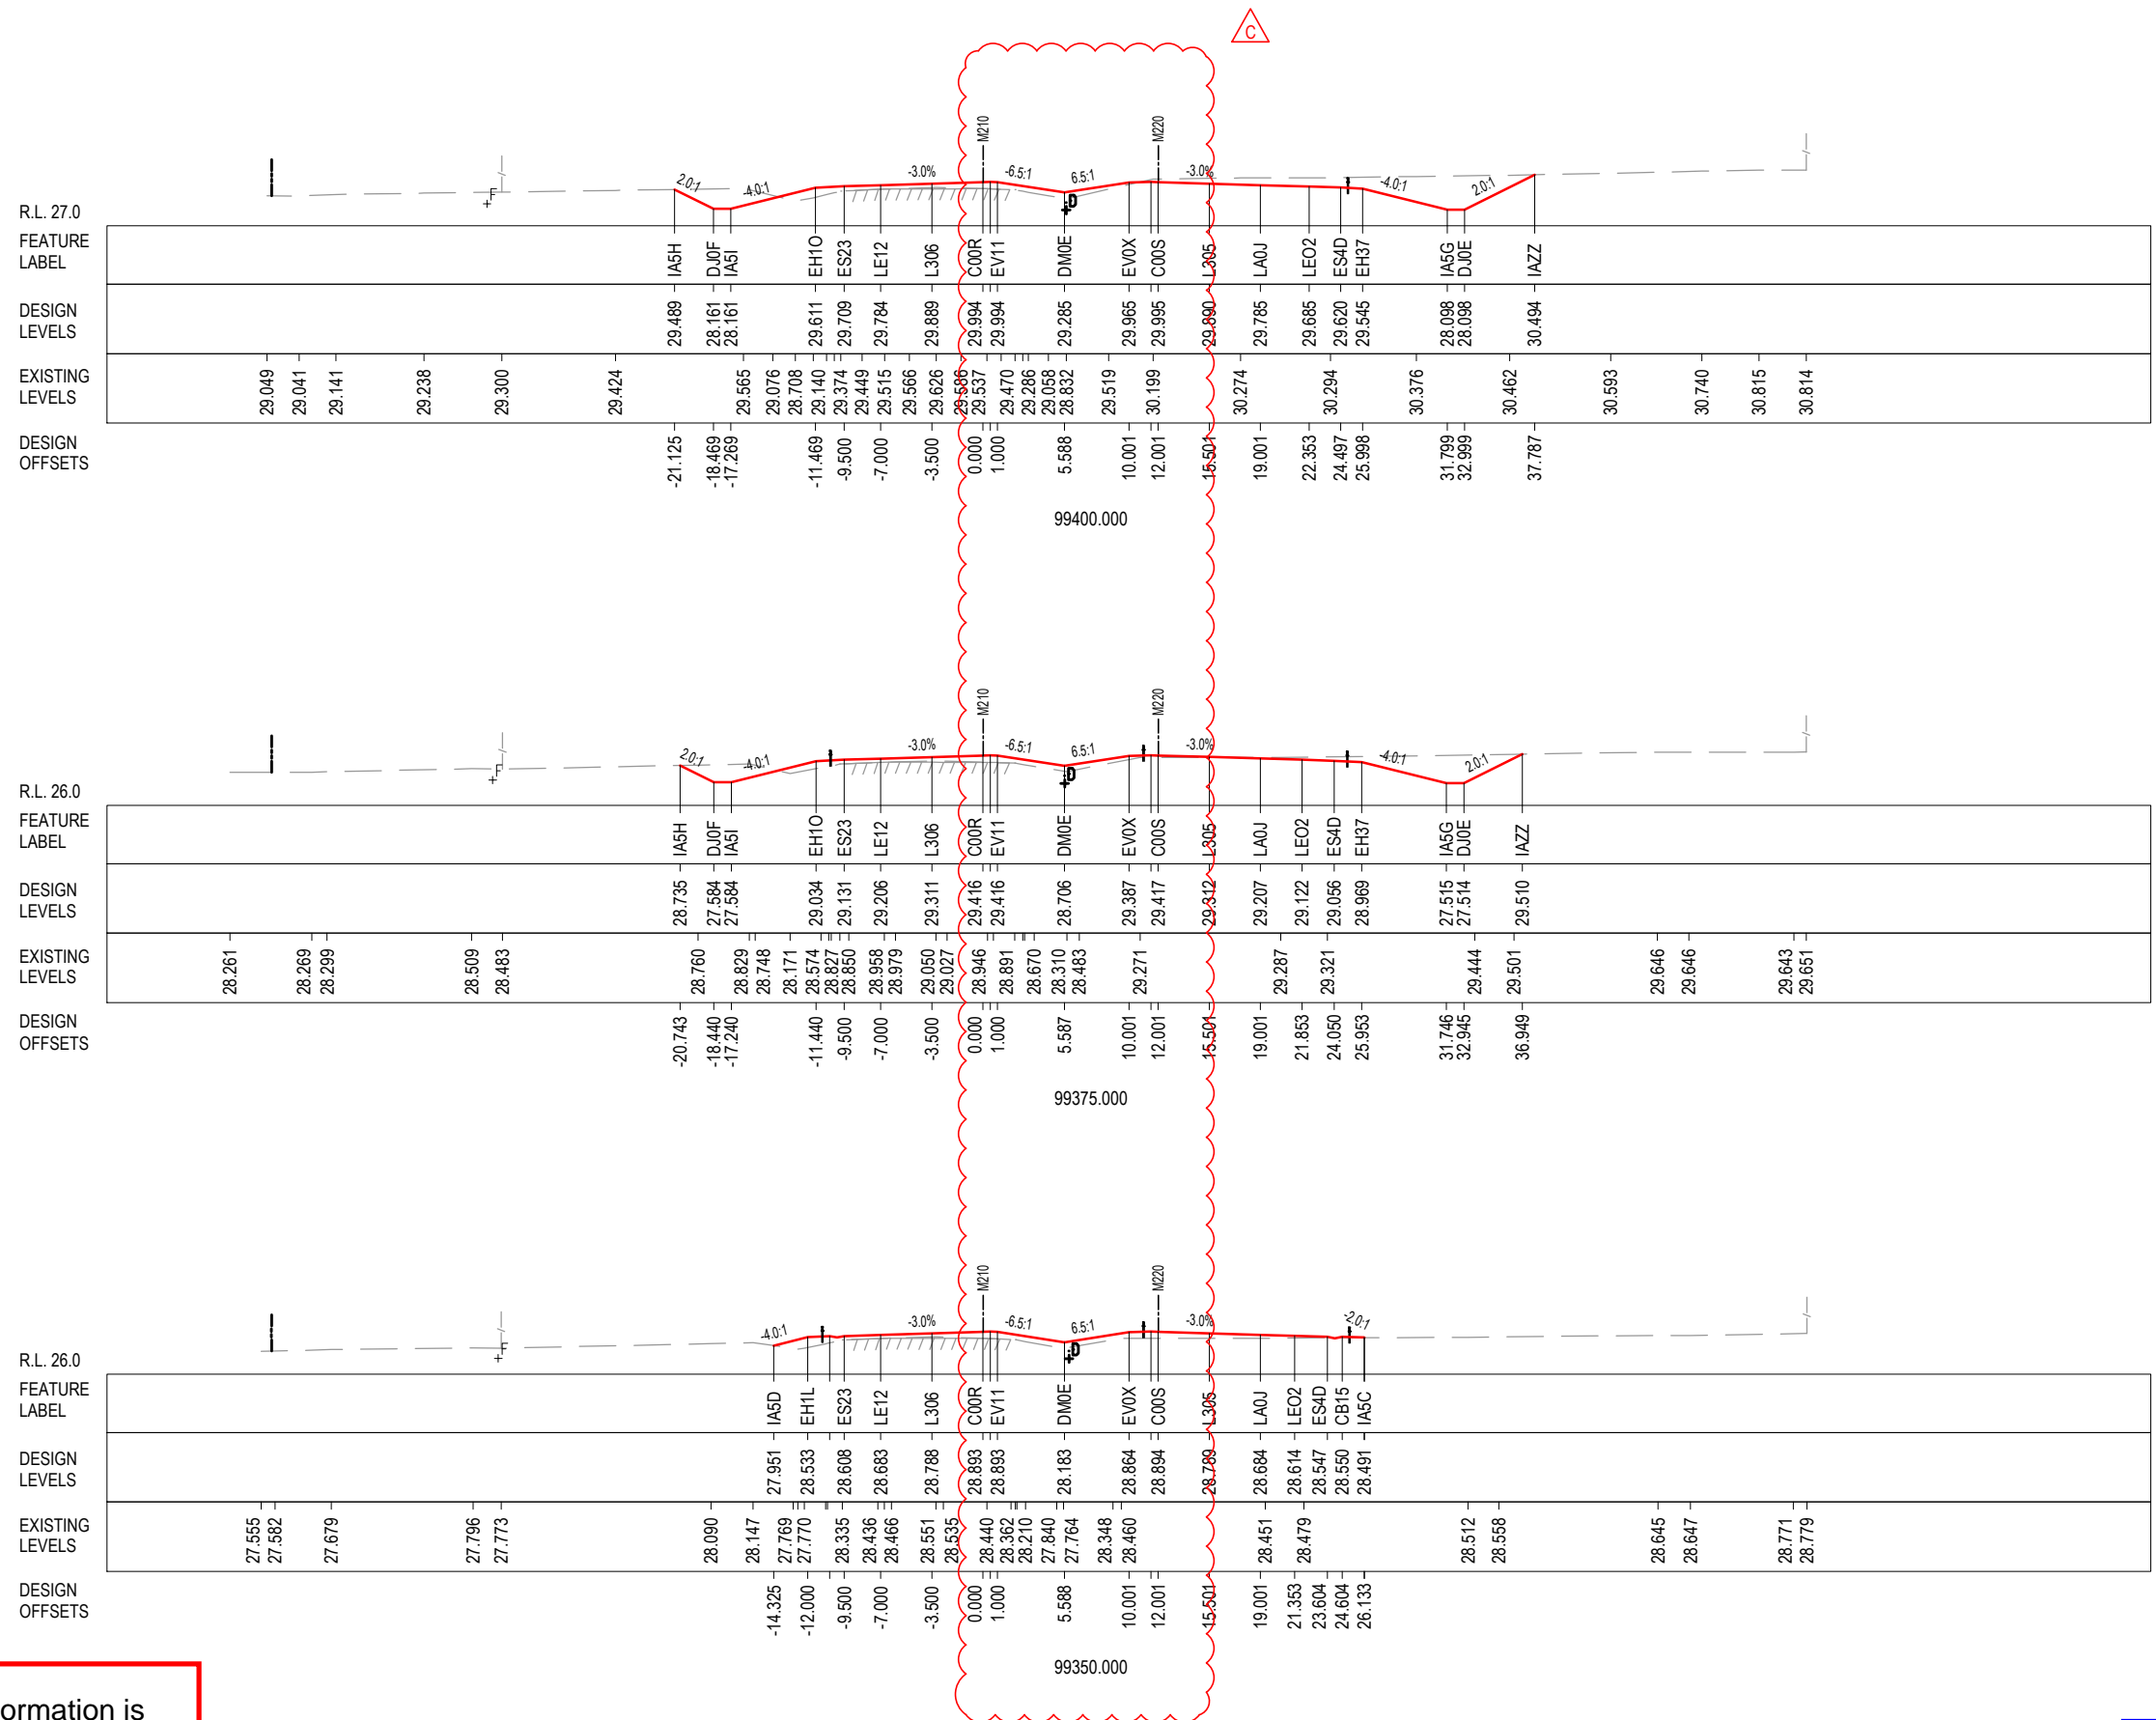 C
M210
M220
2.0:1
-4.0:1
-3.0%
-6.5:1
6.5:1
-3.0%
-4.0:1
2.0:1
D
R.L. 27.0
FEATURE LABEL
IA5H DJ0F IA5I EH1O ES23 LE12 L306 C00R EV11 DM0E EV0X C00S L305 LA0J LEO2 ES4D EH37 IA5G DJ0E IAZZ
DESIGN LEVELS
29.489 28.161 28.161 29.611 29.709 29.784 29.889 29.994 29.994 29.285 29.965 29.995 29.890 29.785 29.685 29.620 29.545 28.098 28.098 30.494
EXISTING LEVELS
29.049 29.041 29.141 29.238 29.300 29.424 29.565 29.076 28.708 29.140 29.374 29.449 29.515 29.566 29.626 29.586 29.537 29.470 29.286 29.058 28.832 29.519 30.199 30.274 30.294 30.376 30.462 30.593 30.740 30.815 30.814
DESIGN OFFSETS
-21.125 -18.469 -17.269 -11.469 -9.500 -7.000 -3.500 0.000 1.000 5.588 10.001 12.001 15.501 19.001 22.353 24.497 25.998 31.799 32.999 37.787
99400.000
M210
M220
2.0:1
-4.0:1
-3.0%
-6.5:1
6.5:1
-3.0%
-4.0:1
2.0:1
D
R.L. 26.0
FEATURE LABEL
IA5H DJ0F IA5I EH1O ES23 LE12 L306 C00R EV11 DM0E EV0X C00S L305 LA0J LEO2 ES4D EH37 IA5G DJ0E IAZZ
DESIGN LEVELS
28.735 27.584 27.584 29.034 29.131 29.206 29.311 29.416 29.416 28.706 29.387 29.417 29.312 29.207 29.122 29.056 28.969 27.515 27.514 29.510
EXISTING LEVELS
28.261 28.269 28.299 28.509 28.483 28.760 28.829 28.748 28.171 28.574 28.827 28.850 28.958 28.979 29.050 29.027 28.946 28.891 28.670 28.310 28.483 29.271 29.287 29.321 29.444 29.501 29.646 29.646 29.643 29.651
DESIGN OFFSETS
-20.743 -18.440 -17.240 -11.440 -9.500 -7.000 -3.500 0.000 1.000 5.587 10.001 12.001 15.501 19.001 21.853 24.050 25.953 31.746 32.945 36.949
99375.000
M210
M220
-4.0:1
-3.0%
-6.5:1
6.5:1
-3.0%
-2.0:1
D
R.L. 26.0
FEATURE LABEL
IA5D EH1L ES23 LE12 L306 C00R EV11 DM0E EV0X C00S L305 LA0J LEO2 ES4D CB15 IA5C
DESIGN LEVELS
27.951 28.533 28.608 28.683 28.788 28.893 28.893 28.183 28.864 28.894 28.789 28.684 28.614 28.547 28.550 28.491
EXISTING LEVELS
27.555 27.582 27.679 27.796 27.773 28.090 28.147 27.769 27.770 28.335 28.436 28.466 28.551 28.535 28.440 28.362 28.210 27.840 27.764 28.348 28.460 28.451 28.479 28.512 28.558 28.645 28.647 28.771 28.779
DESIGN OFFSETS
-14.325 -12.000 -9.500 -7.000 -3.500 0.000 1.000 5.588 10.001 12.001 15.501 19.001 21.353 23.604 24.604 26.133
99350.000
ormation is